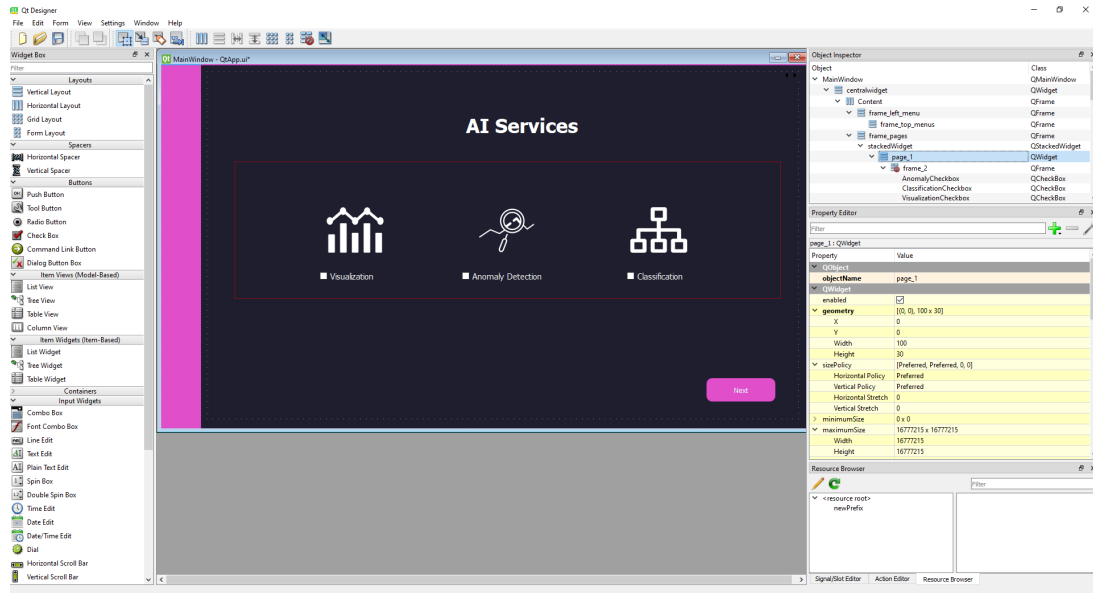 Qt Designer
File Edit Form View Settings Window Help
Widget Box
Filter
Layouts
Vertical Layout
Horizontal Layout
Grid Layout
Form Layout
Spacers
Horizontal Spacer
Vertical Spacer
Buttons
Push Button
Tool Button
Radio Button
Check Box
Command Link Button
Dialog Button Box
Item Views (Model-Based)
List View
Tree View
Table View
Column View
Item Widgets (Item-Based)
List Widget
Tree Widget
Table Widget
Containers
Input Widgets
Combo Box
Font Combo Box
Line Edit
Text Edit
Plain Text Edit
Spin Box
Double Spin Box
Time Edit
Date Edit
Date/Time Edit
Dial
Horizontal Scroll Bar
Vertical Scroll Bar
MainWindow - QtApp.ui*
AI Services
Visualization
Anomaly Detection
Classification
Next
Object Inspector
Object Class
MainWindow QMainWindow
centralwidget QWidget
Content QFrame
frame_left_menu QFrame
frame_top_menus QFrame
frame_pages QFrame
stackedWidget QStackedWidget
page_1 QWidget
frame_2 QFrame
AnomalyCheckbox QCheckBox
ClassificationCheckbox QCheckBox
VisualizationCheckbox QCheckBox
Property Editor
Filter
page_1 : QWidget
Property Value
QObject
objectName page_1
QWidget
enabled
geometry [(0, 0), 100 x 30]
X 0
Y 0
Width 100
Height 30
sizePolicy [Preferred, Preferred, 0, 0]
Horizontal Policy Preferred
Vertical Policy Preferred
Horizontal Stretch 0
Vertical Stretch 0
minimumSize 0 x 0
maximumSize 16777215 x 16777215
Width 16777215
Height 16777215
Resource Browser
Filter
<resource root>
newPrefix
Signal/Slot Editor Action Editor Resource Browser